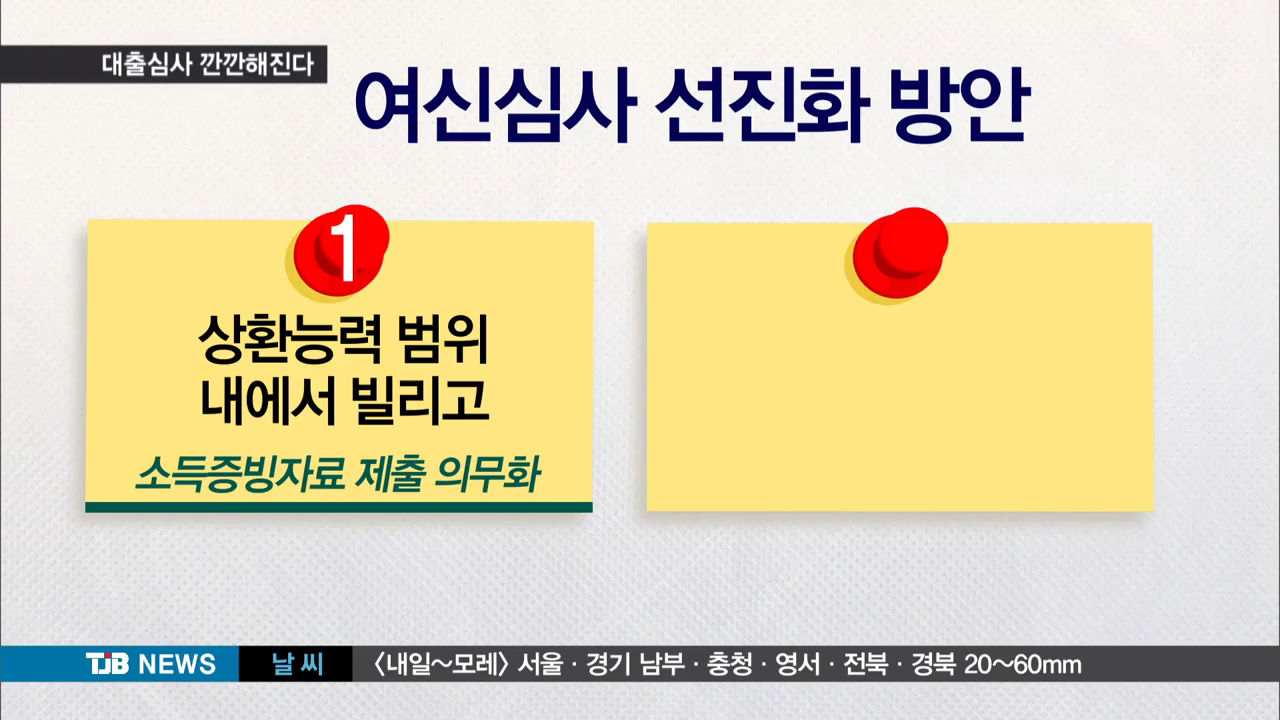 대출심사 깐깐해진다
여신심사 선진화 방안
1
상환능력 범위
내에서 빌리고
소득증빙자료 제출 의무화
TJB NEWS 날씨 <내일~모레> 서울·경기 남부·충청·영서·전북·경북 20~60mm